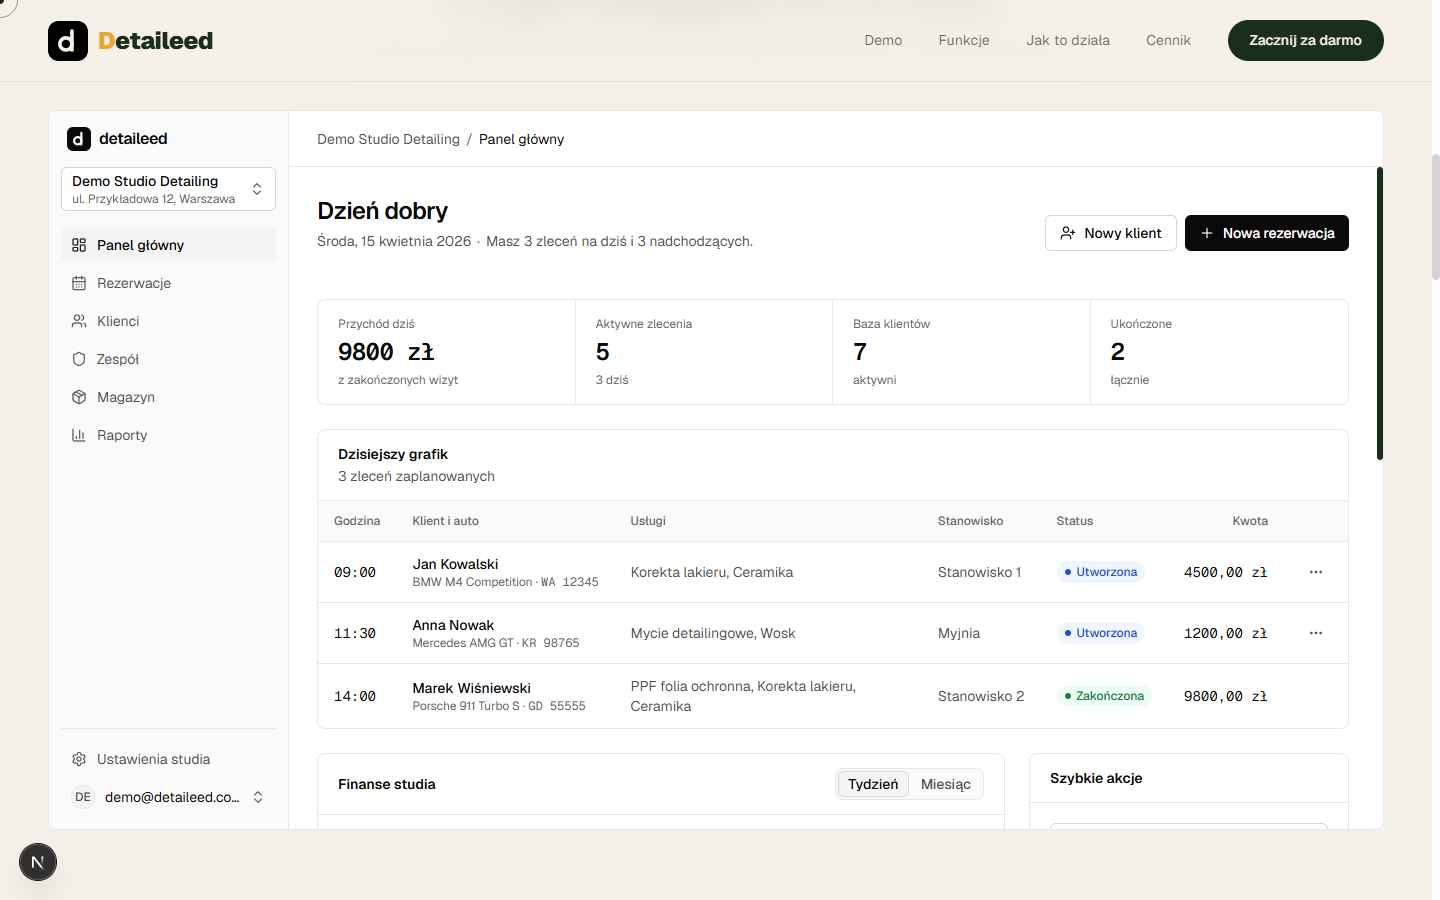 d Detaileed
Demo
Funkcje
Jak to działa
Cennik
Zacznij za darmo
d detaileed
Demo Studio Detailing
ul. Przykładowa 12, Warszawa
Panel główny
Rezerwacje
Klienci
Zespół
Magazyn
Raporty
Ustawienia studia
DE demo@detaileed.co...
N
Demo Studio Detailing / Panel główny
Dzień dobry
Środa, 15 kwietnia 2026 · Masz 3 zleceń na dziś i 3 nadchodzących.
Nowy klient
+ Nowa rezerwacja
Przychód dziś
9800 zł
z zakończonych wizyt
Aktywne zlecenia
5
3 dziś
Baza klientów
7
aktywni
Ukończone
2
łącznie
Dzisiejszy grafik
3 zleceń zaplanowanych
Godzina Klient i auto Usługi Stanowisko Status Kwota
09:00
Jan Kowalski
BMW M4 Competition · WA 12345
Korekta lakieru, Ceramika
Stanowisko 1
Utworzona
4500,00 zł
11:30
Anna Nowak
Mercedes AMG GT · KR 98765
Mycie detailingowe, Wosk
Myjnia
Utworzona
1200,00 zł
14:00
Marek Wiśniewski
Porsche 911 Turbo S · GD 55555
PPF folia ochronna, Korekta lakieru,
Ceramika
Stanowisko 2
Zakończona
9800,00 zł
Finanse studia
Tydzień
Miesiąc
Szybkie akcje